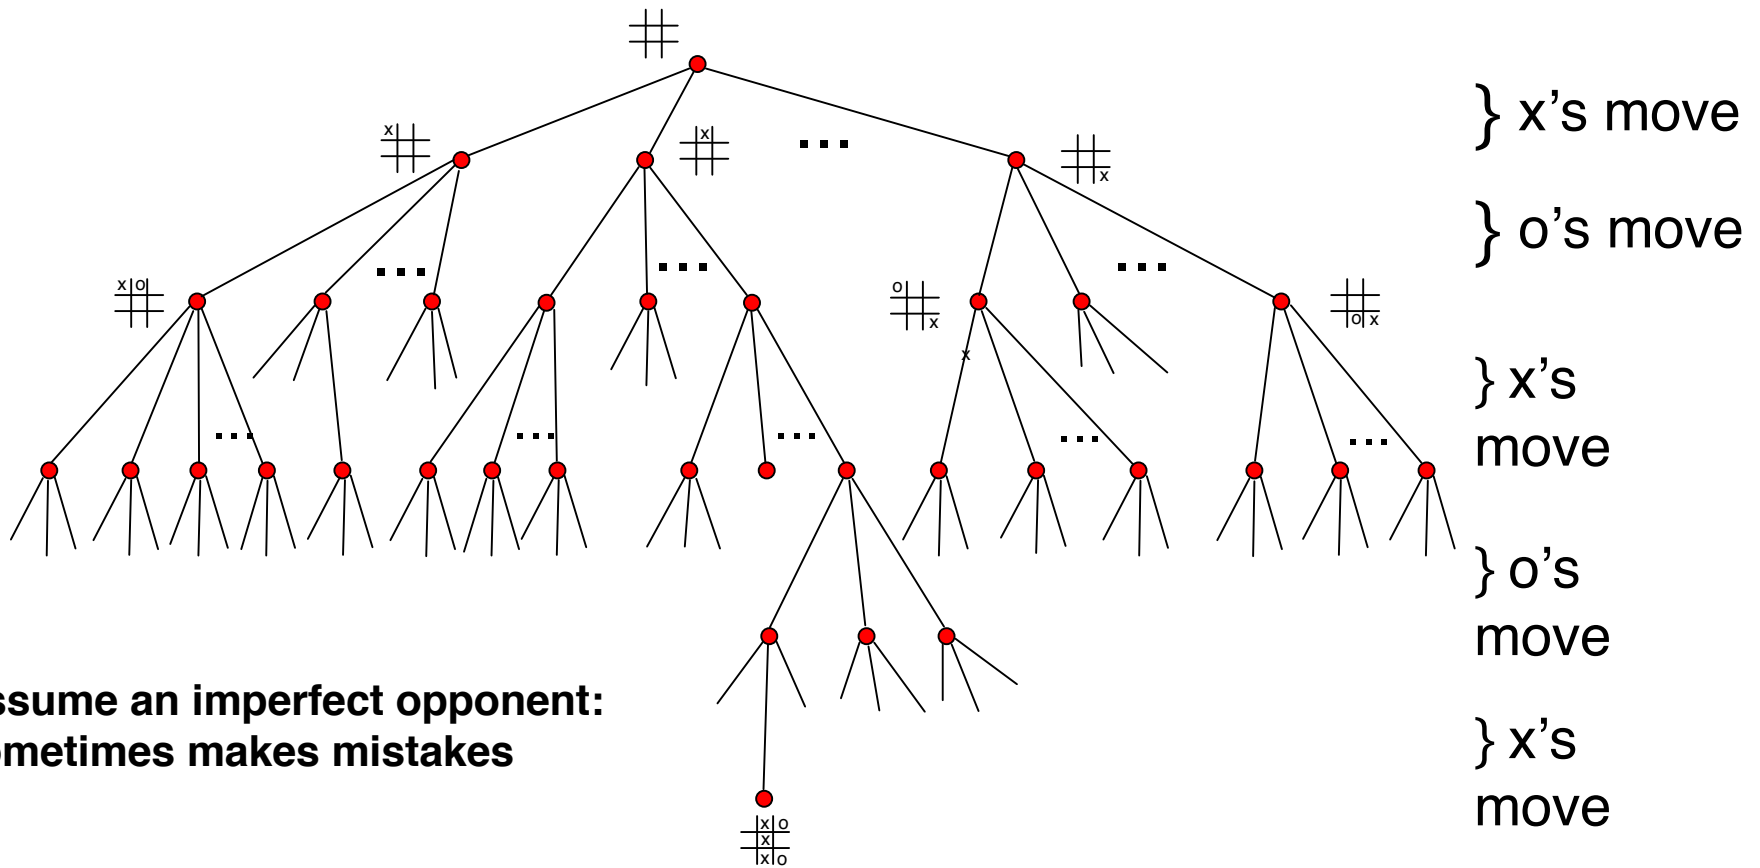 x
x
x
} x's move
} o's move
x o
o
x
o x
x
} x's
move
} o's
move
ssume an imperfect opponent:
ometimes makes mistakes
} x's
move
x o
x
x o